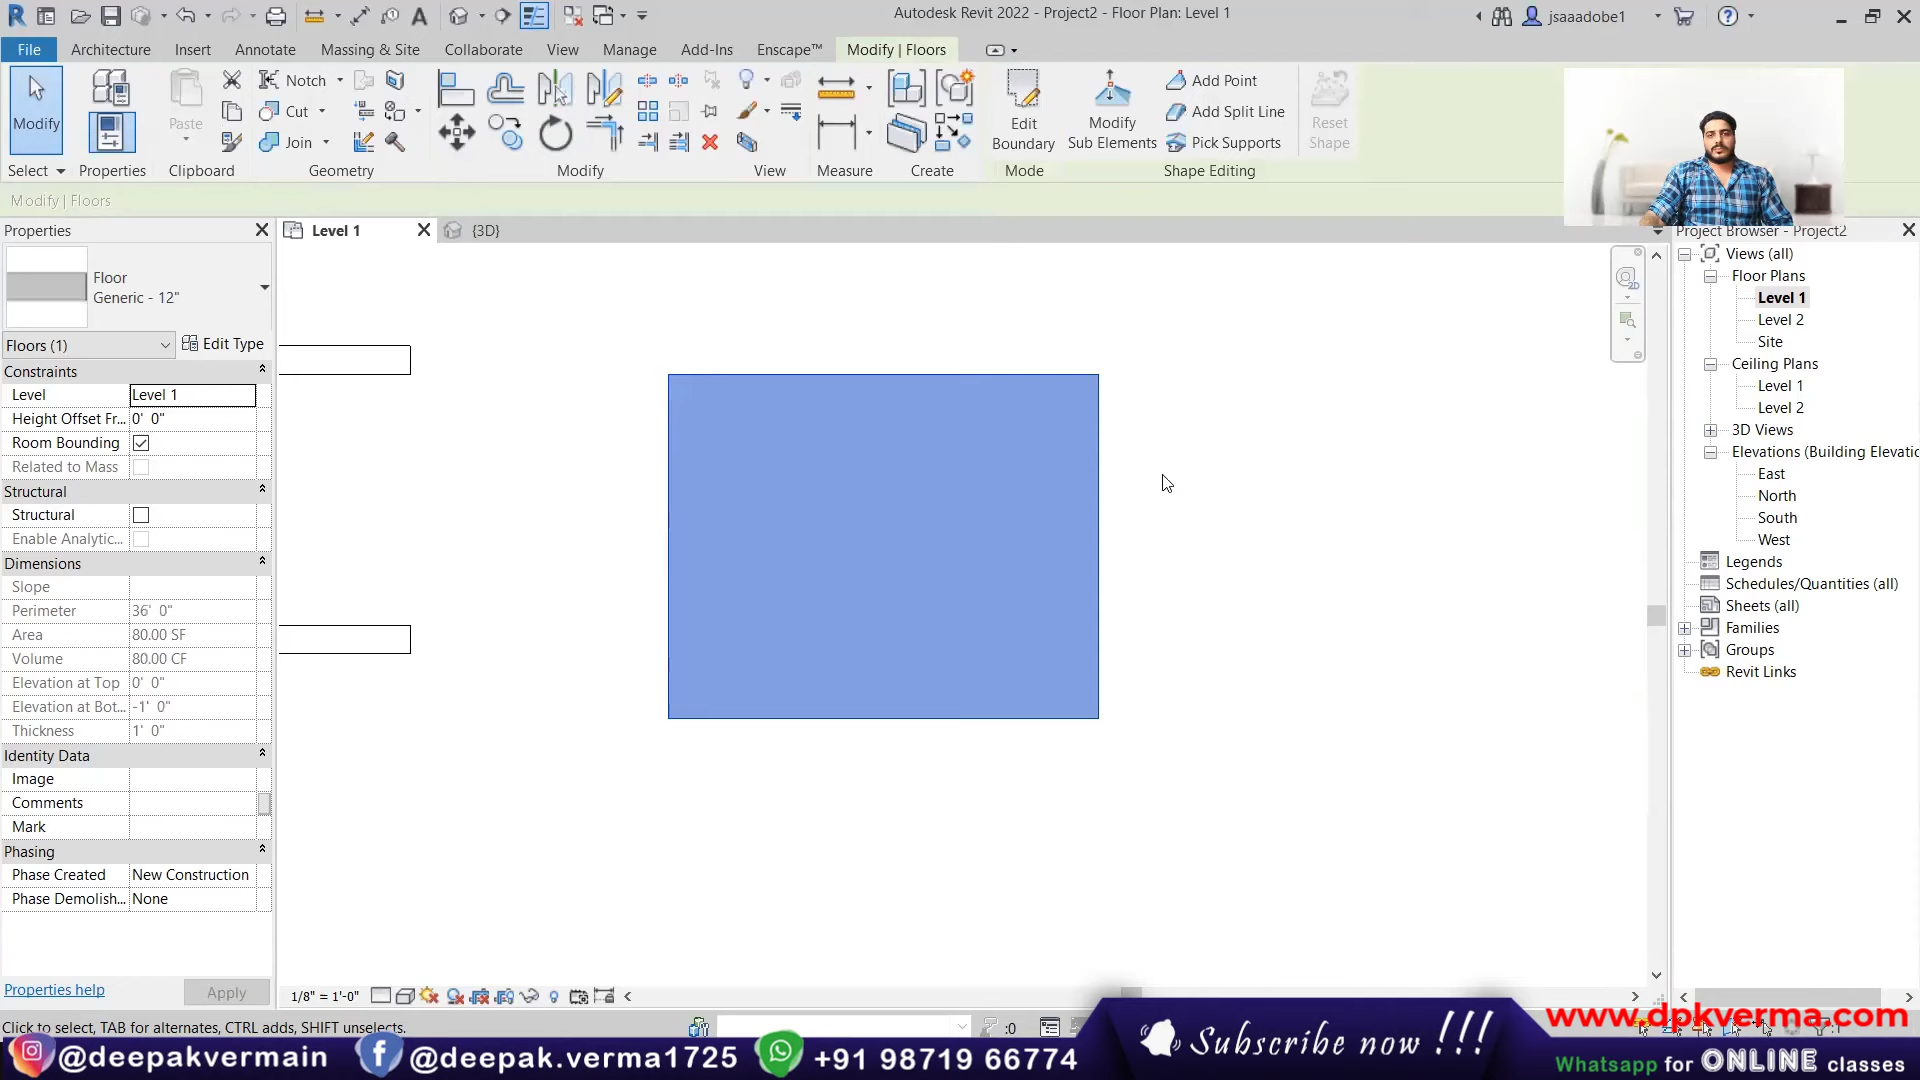 Autodesk Revit 2022 - Project2 - Floor Plan: Level 1
jsaaadobe1
File Architecture Insert Annotate Massing & Site Collaborate View Manage Add-Ins Enscape™ Modify | Floors
Modify
Paste
Notch
Cut
Join
Edit Boundary
Modify Sub Elements
Add Point
Add Split Line
Pick Supports
Reset Shape
Select Properties Clipboard Geometry Modify View Measure Create Mode Shape Editing
Modify | Floors
Properties
Floor
Generic - 12"
Floors (1) Edit Type
Constraints
Level Level 1
Height Offset Fr... 0' 0"
Room Bounding
Related to Mass
Structural
Structural
Enable Analytic...
Dimensions
Slope
Perimeter 36' 0"
Area 80.00 SF
Volume 80.00 CF
Elevation at Top 0' 0"
Elevation at Bot... -1' 0"
Thickness 1' 0"
Identity Data
Image
Comments
Mark
Phasing
Phase Created New Construction
Phase Demolish... None
Properties help Apply
Level 1 {3D}
2D
1/8" = 1'-0"
Project Browser - Project2
Views (all)
Floor Plans
Level 1
Level 2
Site
Ceiling Plans
Level 1
Level 2
3D Views
Elevations (Building Elevatio
East
North
South
West
Legends
Schedules/Quantities (all)
Sheets (all)
Families
Groups
Revit Links
Click to select, TAB for alternates, CTRL adds, SHIFT unselects. :0
@deepakvermain @deepak.verma1725 +91 98719 66774
Subscribe now !!!
www.dpkverma.com
Whatsapp for ONLINE classes